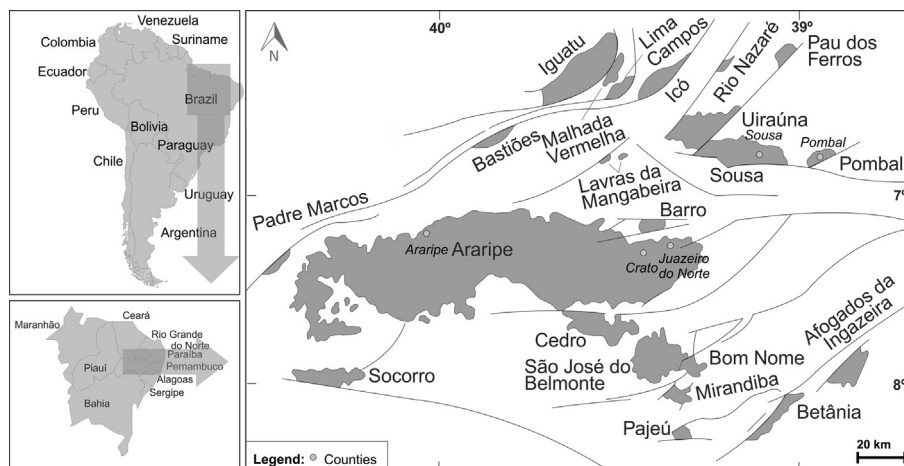 Venezuela
Colombia
Suriname
Ecuador
Brazil
Peru
Bolivia
Paraguay
Chile
Uruguay
Argentina
Ceará
Maranhão
Rio Grande
do Norte
Paraíba
Piauí
Pernambuco
Alagoas
Sergipe
Bahia
40º
39º
N
Iguatu
Lima
Campos
Icó
Rio Nazaré
Pau dos
Ferros
Malhada
Vermelha
Bastiões
Uiraúna
Sousa
Pombal
Sousa
Pombal
Lavras da
Mangabeira
7º
Padre Marcos
Barro
Araripe
Araripe
Crato
Juazeiro
do Norte
Cedro
São José do
Belmonte
Bom Nome
Afogados da
Ingazeira
Socorro
Mirandiba
8º
Pajeú
Betânia
Legend:
Counties
20 km